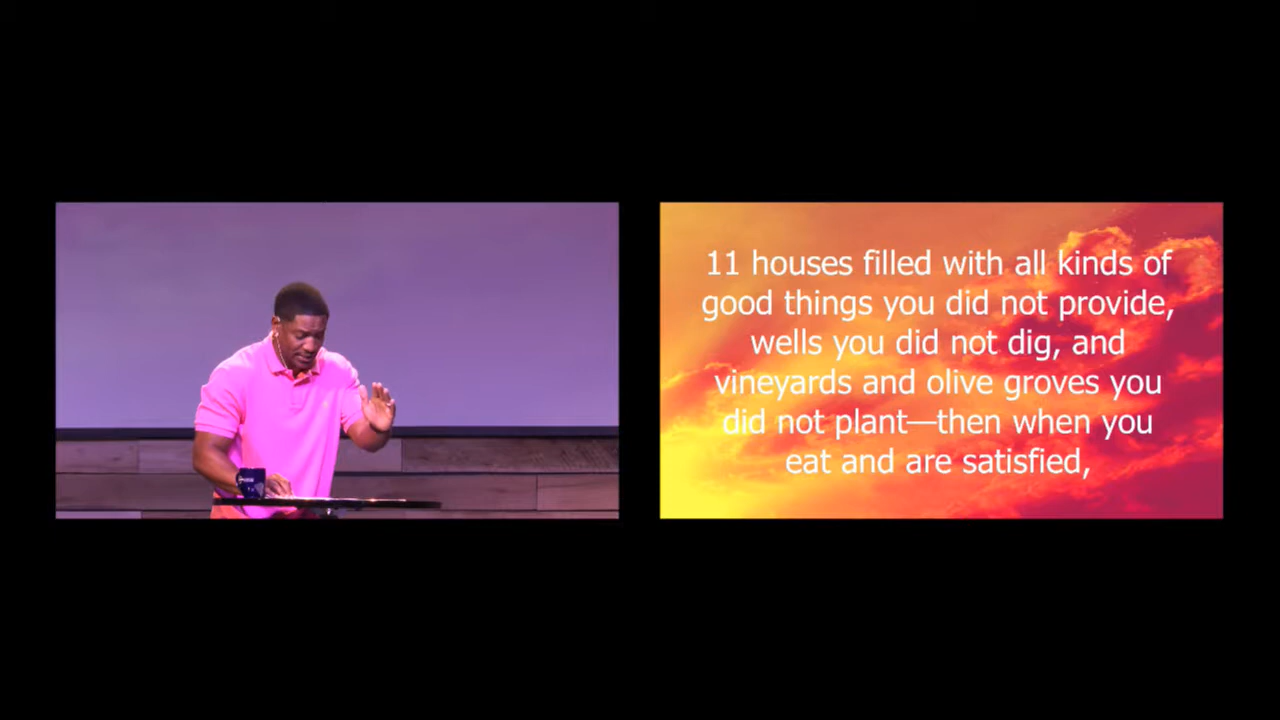 11 houses filled with all kinds of
good things you did not provide,
wells you did not dig, and
vineyards and olive groves you
did not plant—then when you
eat and are satisfied,